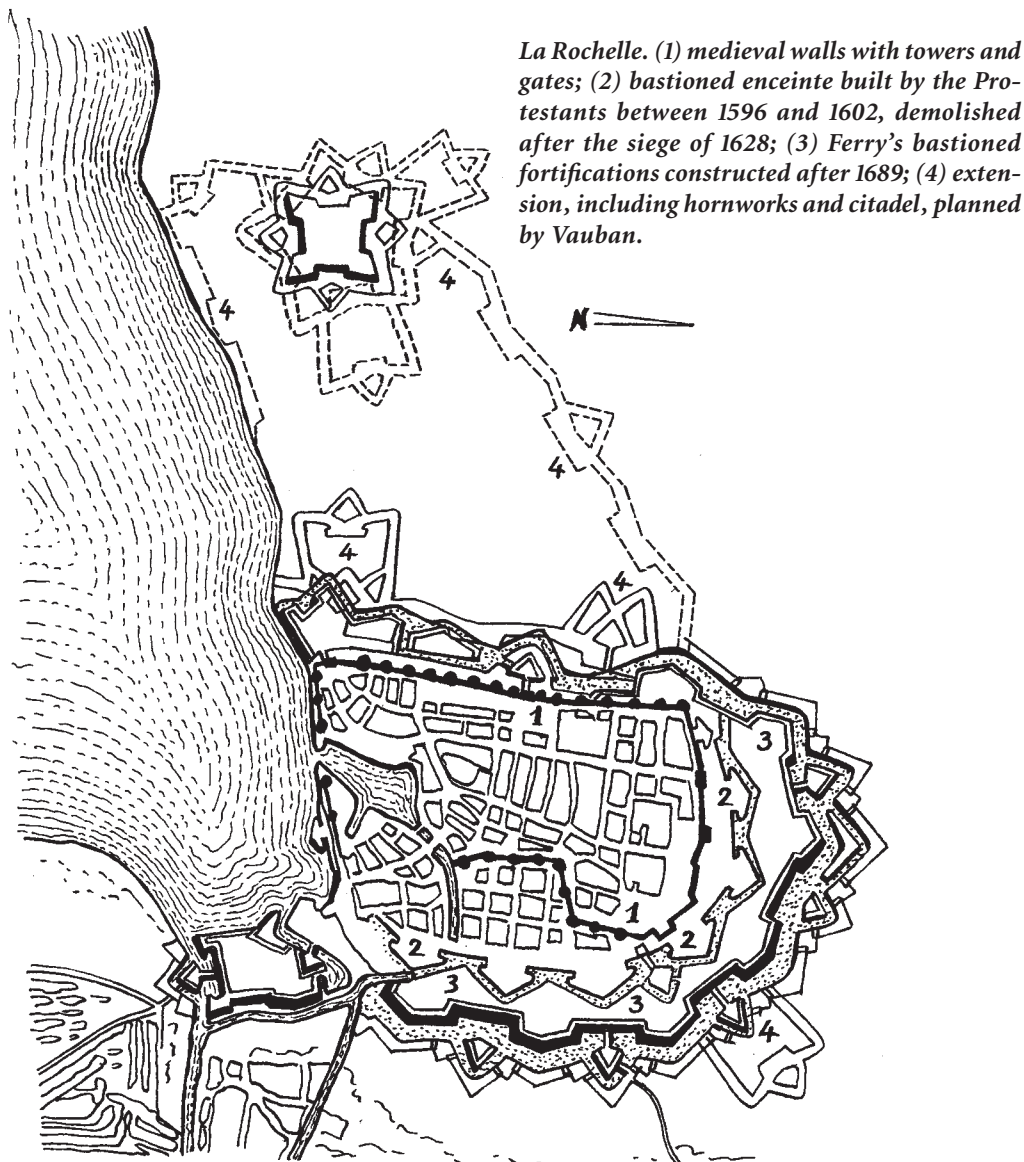 La Rochelle. (1) medieval walls with towers and
gates; (2) bastioned enceinte built by the Pro-
testants between 1596 and 1602, demolished
after the siege of 1628; (3) Ferry's bastioned
fortifications constructed after 1689; (4) exten-
sion, including hornworks and citadel, planned
by Vauban.
4
4
N
4
4
4
1
3
2
1
2
2
3
3
4